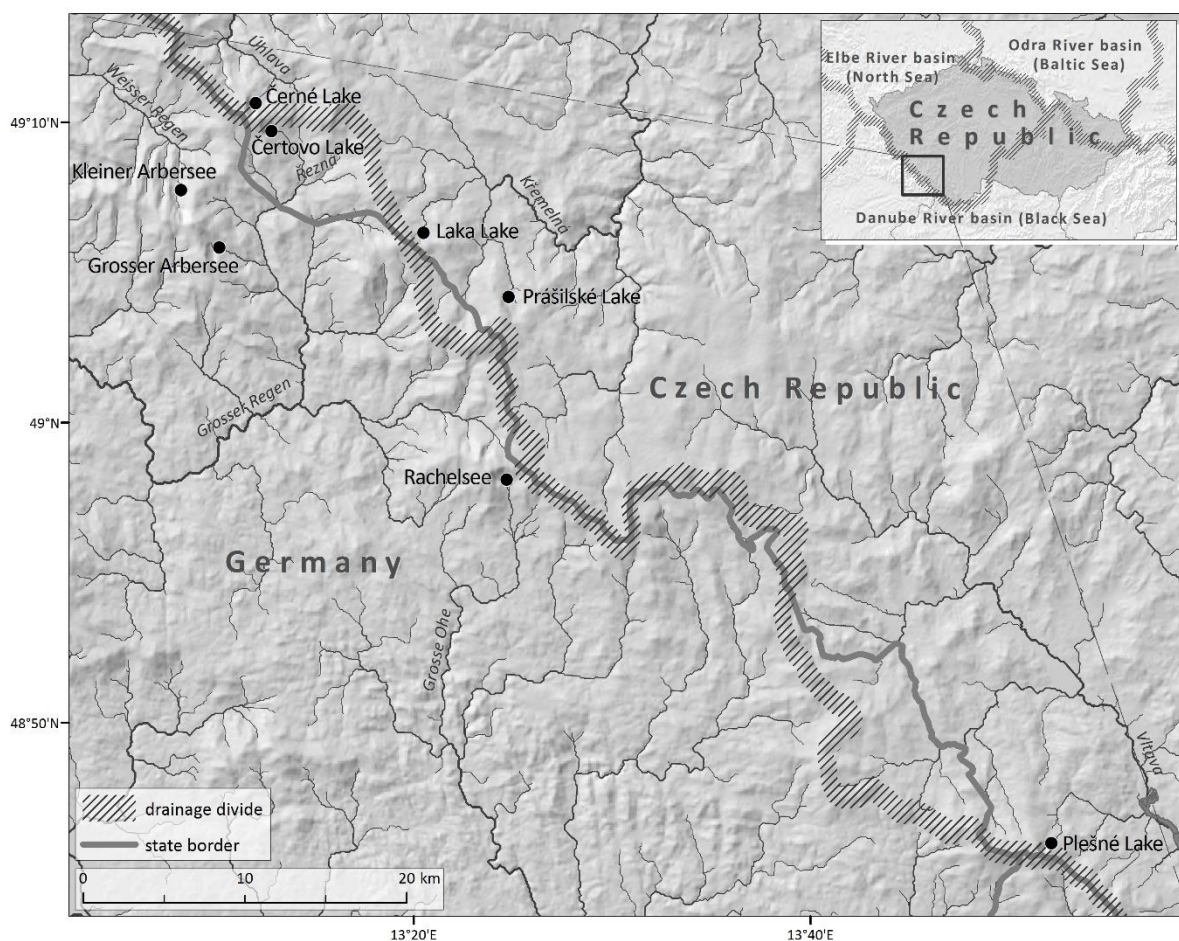 Elbe River basin
(North Sea)
Odra River basin
(Baltic Sea)
Czech
Republic
Danube River basin (Black Sea)
Úhlava
Weisser Regen
Černé Lake
49°10'N
Čertovo Lake
Řezná
Kleiner Arbersee
Křemelná
Laka Lake
Grosser Arbersee
Prášilské Lake
Czech Republic
Grosser Regen
49°N
Rachelsee
Germany
Grosse Ohe
48°50'N
Vltava
drainage divide
state border
Plešné Lake
0 10 20 km
13°20'E
13°40'E